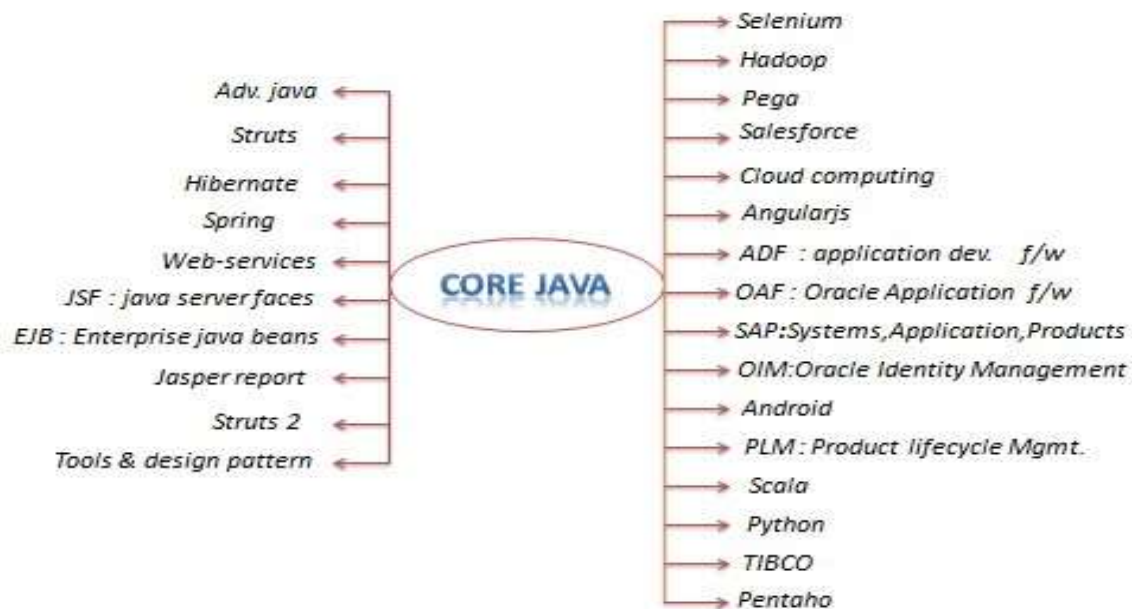 Adv. java
Struts
Hibernate
Spring
Web-services
JSF : java server faces
EJB : Enterprise java beans
Jasper report
Struts 2
Tools & design pattern
CORE JAVA
Selenium
Hadoop
Pega
Salesforce
Cloud computing
Angularjs
ADF : application dev. f/w
OAF : Oracle Application f/w
SAP:Systems,Application,Products
OIM:Oracle Identity Management
Android
PLM : Product lifecycle Mgmt.
Scala
Python
TIBCO
Pentaho